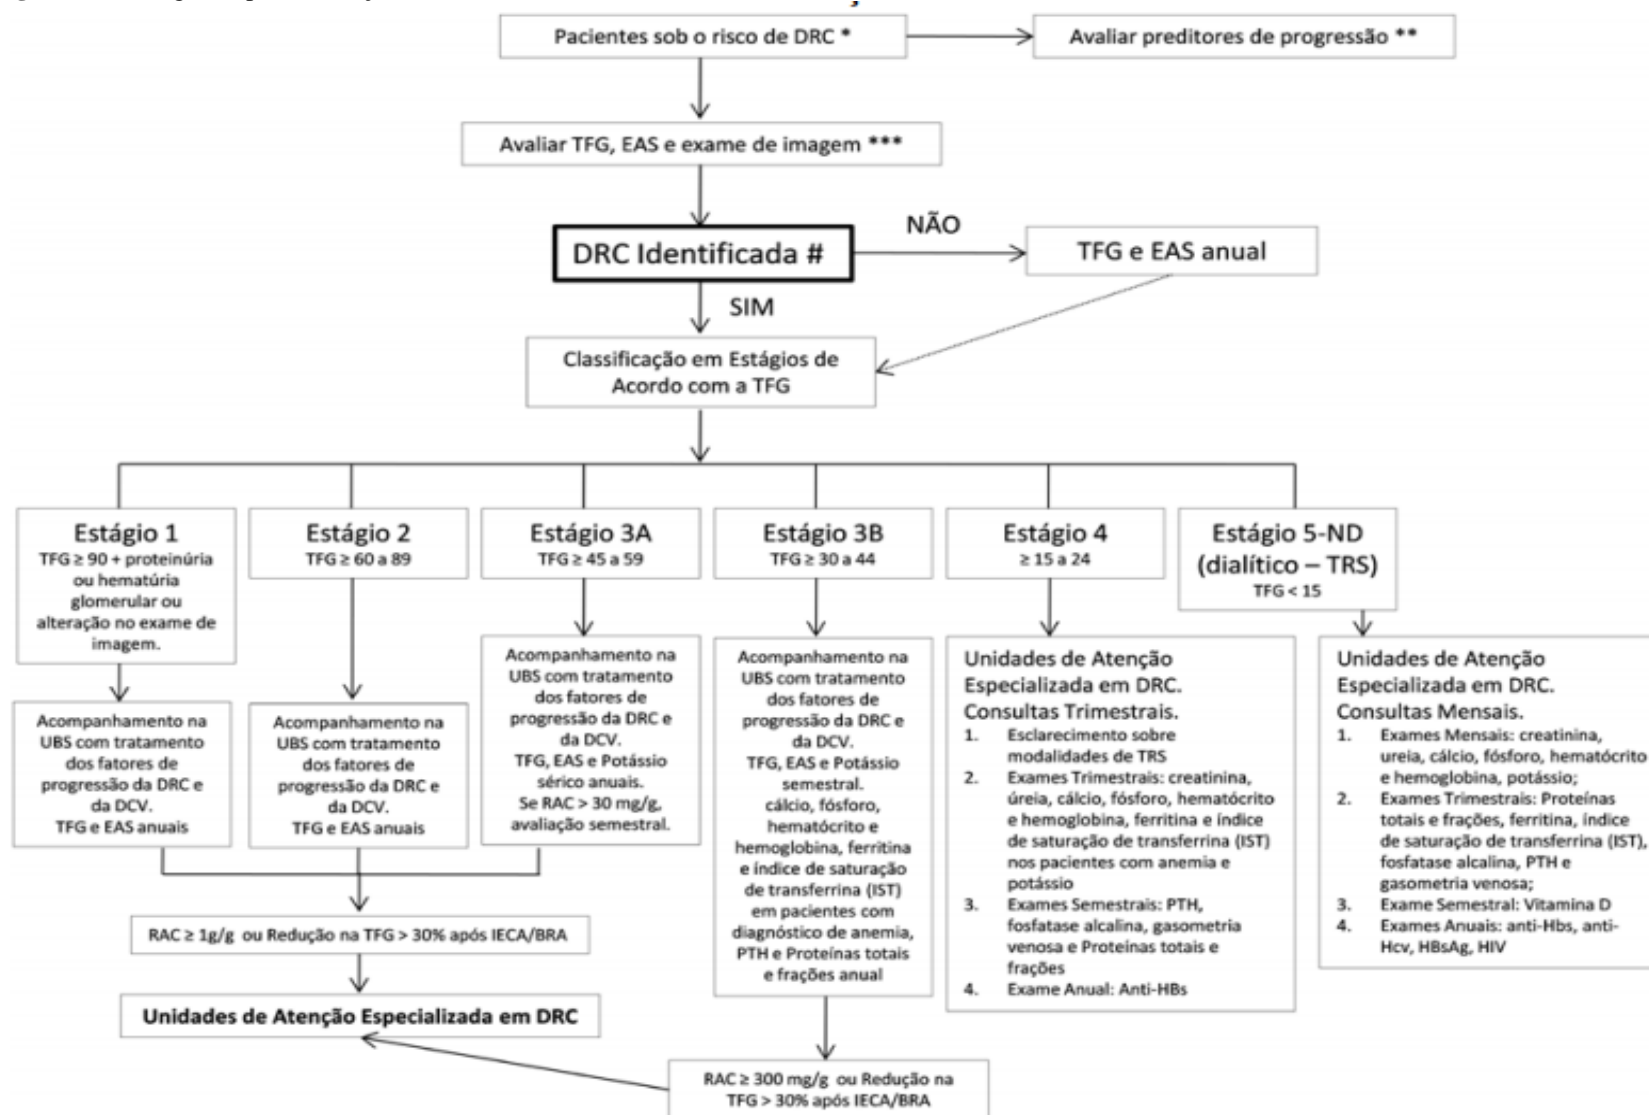 Pacientes sob o risco de DRC *
Avaliar preditores de progressão **
Avaliar TFG, EAS e exame de imagem ***
DRC Identificada #
NÃO
TFG e EAS anual
SIM
Classificação em Estágios de
Acordo com a TFG
Estágio 1
TFG ≥ 90 + proteinúria
ou hematúria
glomerular ou
alteração no exame de
imagem.
Estágio 2
TFG ≥ 60 a 89
Estágio 3A
TFG ≥ 45 a 59
Estágio 3B
TFG ≥ 30 a 44
Estágio 4
≥ 15 a 24
Estágio 5-ND
(dialítico – TRS)
TFG < 15
Acompanhamento na
UBS com tratamento
dos fatores de
progressão da DRC e
da DCV.
TFG e EAS anuais
Acompanhamento na
UBS com tratamento
dos fatores de
progressão da DRC e
da DCV.
TFG e EAS anuais
Acompanhamento na
UBS com tratamento
dos fatores de
progressão da DRC e
da DCV.
TFG, EAS e Potássio
sérico anuais.
Se RAC > 30 mg/g,
avaliação semestral.
Acompanhamento na
UBS com tratamento
dos fatores de
progressão da DRC e
da DCV.
TFG, EAS e Potássio
semestral.
cálcio, fósforo,
hematócrito e
hemoglobina, ferritina
e índice de saturação
de transferrina (IST)
em pacientes com
diagnóstico de anemia,
PTH e Proteínas totais
e frações anual
Unidades de Atenção
Especializada em DRC.
Consultas Trimestrais.
1. Esclarecimento sobre
modalidades de TRS
2. Exames Trimestrais: creatinina,
úreia, cálcio, fósforo, hematócrito
e hemoglobina, ferritina e índice
de saturação de transferrina (IST)
nos pacientes com anemia e
potássio
3. Exames Semestrais: PTH,
fosfatase alcalina, gasometria
venosa e Proteínas totais e
frações
4. Exame Anual: Anti-HBs
Unidades de Atenção
Especializada em DRC.
Consultas Mensais.
1. Exames Mensais: creatinina,
ureia, cálcio, fósforo, hematócrito
e hemoglobina, potássio;
2. Exames Trimestrais: Proteínas
totais e frações, ferritina, índice
de saturação de transferrina (IST),
fosfatase alcalina, PTH e
gasometria venosa;
3. Exame Semestral: Vitamina D
4. Exames Anuais: anti-Hbs, anti-
Hcv, HBsAg, HIV
RAC ≥ 1g/g ou Redução na TFG > 30% após IECA/BRA
Unidades de Atenção Especializada em DRC
RAC ≥ 300 mg/g ou Redução na
TFG > 30% após IECA/BRA